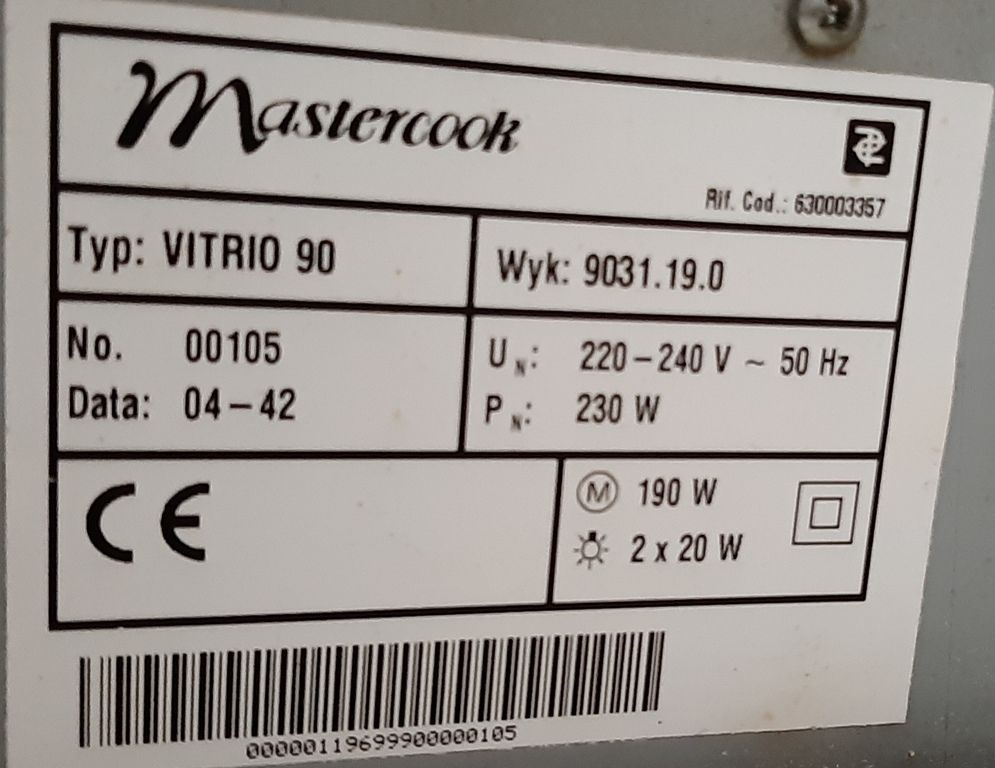 Mastercook
Rif. Cod.: 630003357
Typ: VITRIO 90
Wyk: 9031.19.0
No. 00105
Data: 04-42
UN: 220-240 V ~ 50 Hz
PN: 230 W
CE
M 190 W
2 x 20 W
00000119699900000105